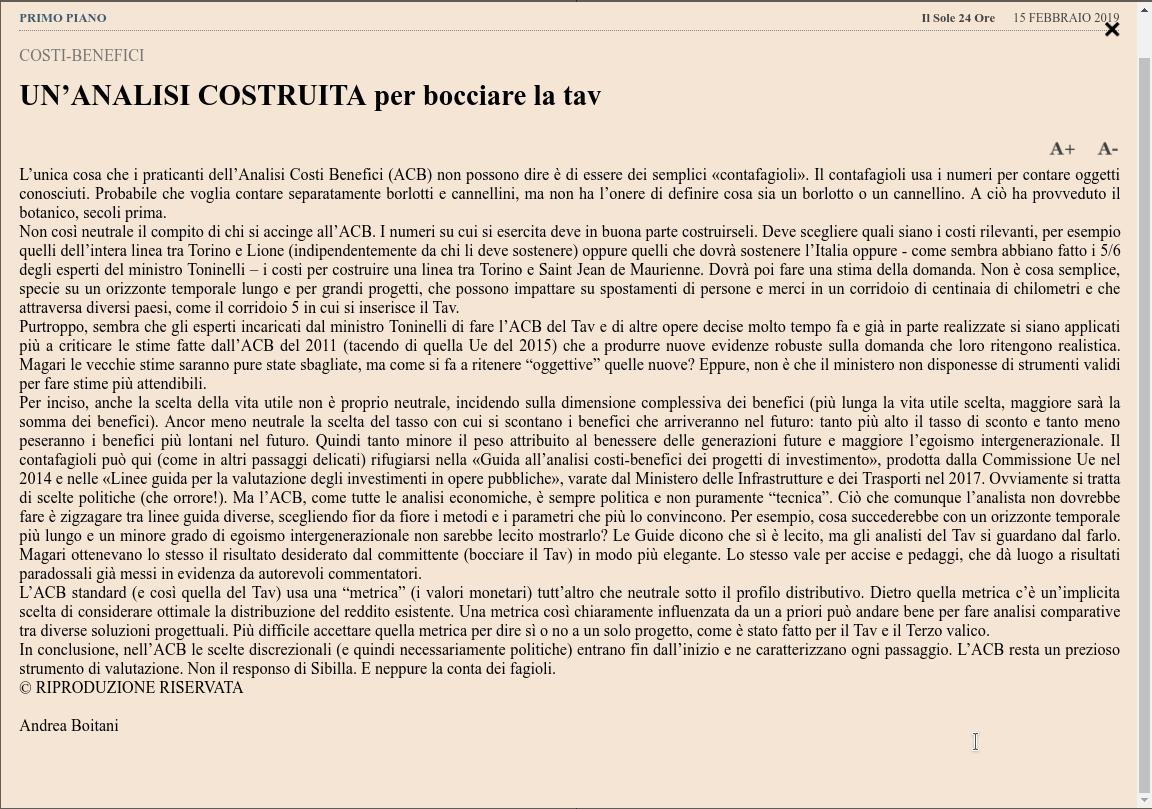 PRIMO PIANO
Il Sole 24 Ore 15 FEBBRAIO 2019
COSTI-BENEFICI
UN’ANALISI COSTRUITA per bocciare la tav
A+ A-
L’unica cosa che i praticanti dell’Analisi Costi Benefici (ACB) non possono dire è di essere dei semplici «contafagioli». Il contafagioli usa i numeri per contare oggetti
conosciuti. Probabile che voglia contare separatamente borlotti e cannellini, ma non ha l’onere di definire cosa sia un borlotto o un cannellino. A ciò ha provveduto il
botanico, secoli prima.
Non così neutrale il compito di chi si accinge all’ACB. I numeri su cui si esercita deve in buona parte costruirseli. Deve scegliere quali siano i costi rilevanti, per esempio
quelli dell’intera linea tra Torino e Lione (indipendentemente da chi li deve sostenere) oppure quelli che dovrà sostenere l’Italia oppure - come sembra abbiano fatto i 5/6
degli esperti del ministro Toninelli – i costi per costruire una linea tra Torino e Saint Jean de Maurienne. Dovrà poi fare una stima della domanda. Non è cosa semplice,
specie su un orizzonte temporale lungo e per grandi progetti, che possono impattare su spostamenti di persone e merci in un corridoio di centinaia di chilometri e che
attraversa diversi paesi, come il corridoio 5 in cui si inserisce il Tav.
Purtroppo, sembra che gli esperti incaricati dal ministro Toninelli di fare l’ACB del Tav e di altre opere decise molto tempo fa e già in parte realizzate si siano applicati
più a criticare le stime fatte dall’ACB del 2011 (tacendo di quella Ue del 2015) che a produrre nuove evidenze robuste sulla domanda che loro ritengono realistica.
Magari le vecchie stime saranno pure state sbagliate, ma come si fa a ritenere “oggettive” quelle nuove? Eppure, non è che il ministero non disponesse di strumenti validi
per fare stime più attendibili.
Per inciso, anche la scelta della vita utile non è proprio neutrale, incidendo sulla dimensione complessiva dei benefici (più lunga la vita utile scelta, maggiore sarà la
somma dei benefici). Ancor meno neutrale la scelta del tasso con cui si scontano i benefici che arriveranno nel futuro: tanto più alto il tasso di sconto e tanto meno
peseranno i benefici più lontani nel futuro. Quindi tanto minore il peso attribuito al benessere delle generazioni future e maggiore l’egoismo intergenerazionale. Il
contafagioli può qui (come in altri passaggi delicati) rifugiarsi nella «Guida all’analisi costi-benefici dei progetti di investimento», prodotta dalla Commissione Ue nel
2014 e nelle «Linee guida per la valutazione degli investimenti in opere pubbliche», varate dal Ministero delle Infrastrutture e dei Trasporti nel 2017. Ovviamente si tratta
di scelte politiche (che orrore!). Ma l’ACB, come tutte le analisi economiche, è sempre politica e non puramente “tecnica”. Ciò che comunque l’analista non dovrebbe
fare è zigzagare tra linee guida diverse, scegliendo fior da fiore i metodi e i parametri che più lo convincono. Per esempio, cosa succederebbe con un orizzonte temporale
più lungo e un minore grado di egoismo intergenerazionale non sarebbe lecito mostrarlo? Le Guide dicono che sì è lecito, ma gli analisti del Tav si guardano dal farlo.
Magari ottenevano lo stesso il risultato desiderato dal committente (bocciare il Tav) in modo più elegante. Lo stesso vale per accise e pedaggi, che dà luogo a risultati
paradossali già messi in evidenza da autorevoli commentatori.
L’ACB standard (e così quella del Tav) usa una “metrica” (i valori monetari) tutt’altro che neutrale sotto il profilo distributivo. Dietro quella metrica c’è un’implicita
scelta di considerare ottimale la distribuzione del reddito esistente. Una metrica così chiaramente influenzata da un a priori può andare bene per fare analisi comparative
tra diverse soluzioni progettuali. Più difficile accettare quella metrica per dire sì o no a un solo progetto, come è stato fatto per il Tav e il Terzo valico.
In conclusione, nell’ACB le scelte discrezionali (e quindi necessariamente politiche) entrano fin dall’inizio e ne caratterizzano ogni passaggio. L’ACB resta un prezioso
strumento di valutazione. Non il responso di Sibilla. E neppure la conta dei fagioli.
© RIPRODUZIONE RISERVATA
Andrea Boitani